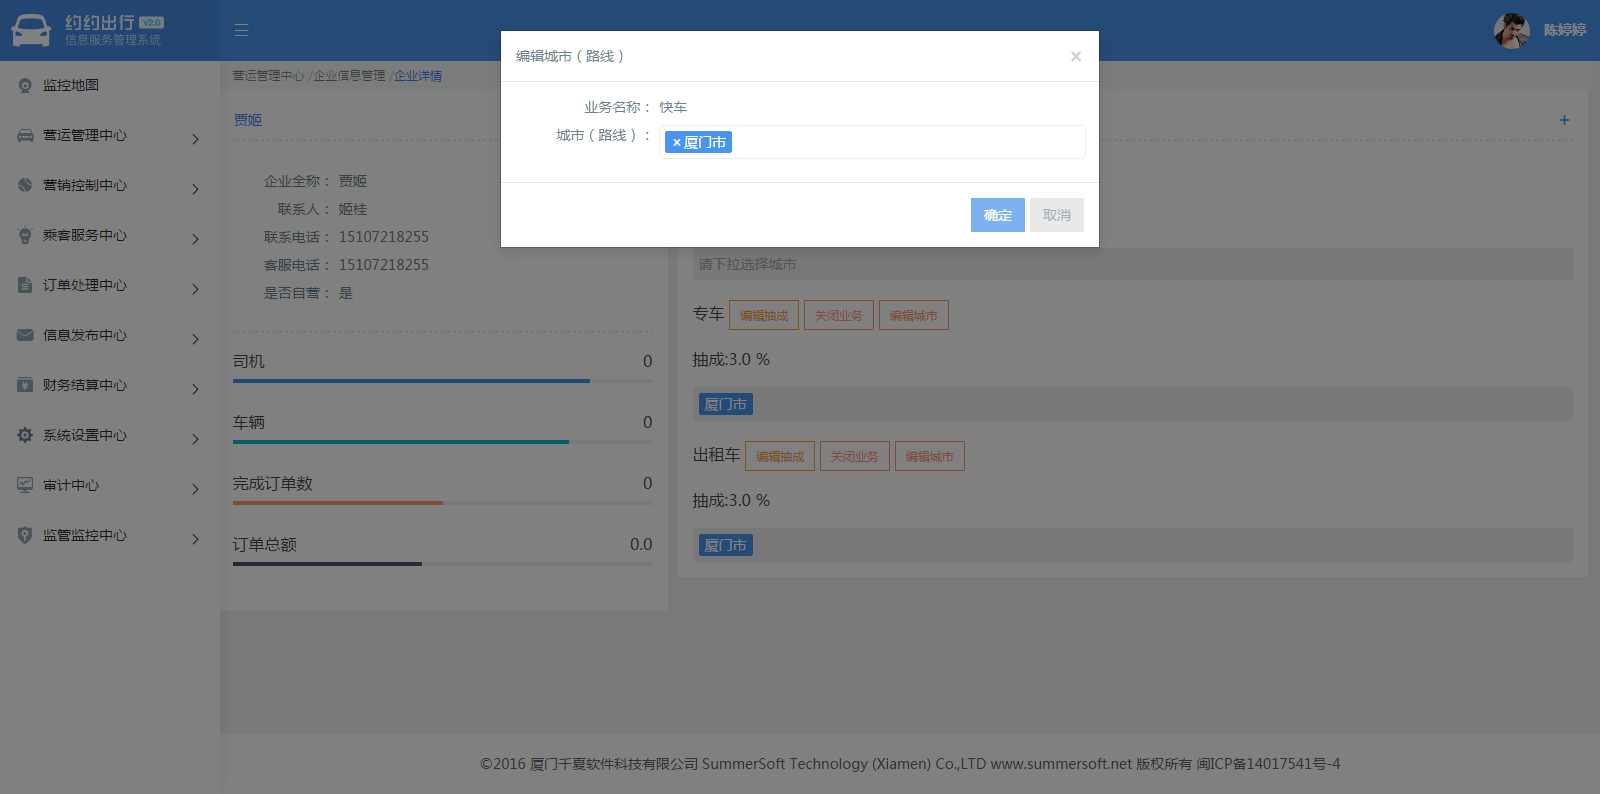 约约出行 V2.0
信息服务管理系统
陈婷婷
监控地图
营运管理中心
营销控制中心
乘客服务中心
订单处理中心
信息发布中心
财务结算中心
系统设置中心
审计中心
监管监控中心
营运管理中心 /企业信息管理 /企业详情
贾姬
+
企业全称： 贾姬
联系人： 姬桂
联系电话： 15107218255
客服电话： 15107218255
是否自营： 是
司机 0
车辆 0
完成订单数 0
订单总额 0.0
编辑城市（路线） ×
业务名称： 快车
城市（路线）： × 厦门市
确定 取消
请下拉选择城市
专车 编辑抽成 关闭业务 编辑城市
抽成:3.0 %
厦门市
出租车 编辑抽成 关闭业务 编辑城市
抽成:3.0 %
厦门市
©2016 厦门千夏软件科技有限公司 SummerSoft Technology (Xiamen) Co.,LTD www.summersoft.net 版权所有 闽ICP备14017541号-4